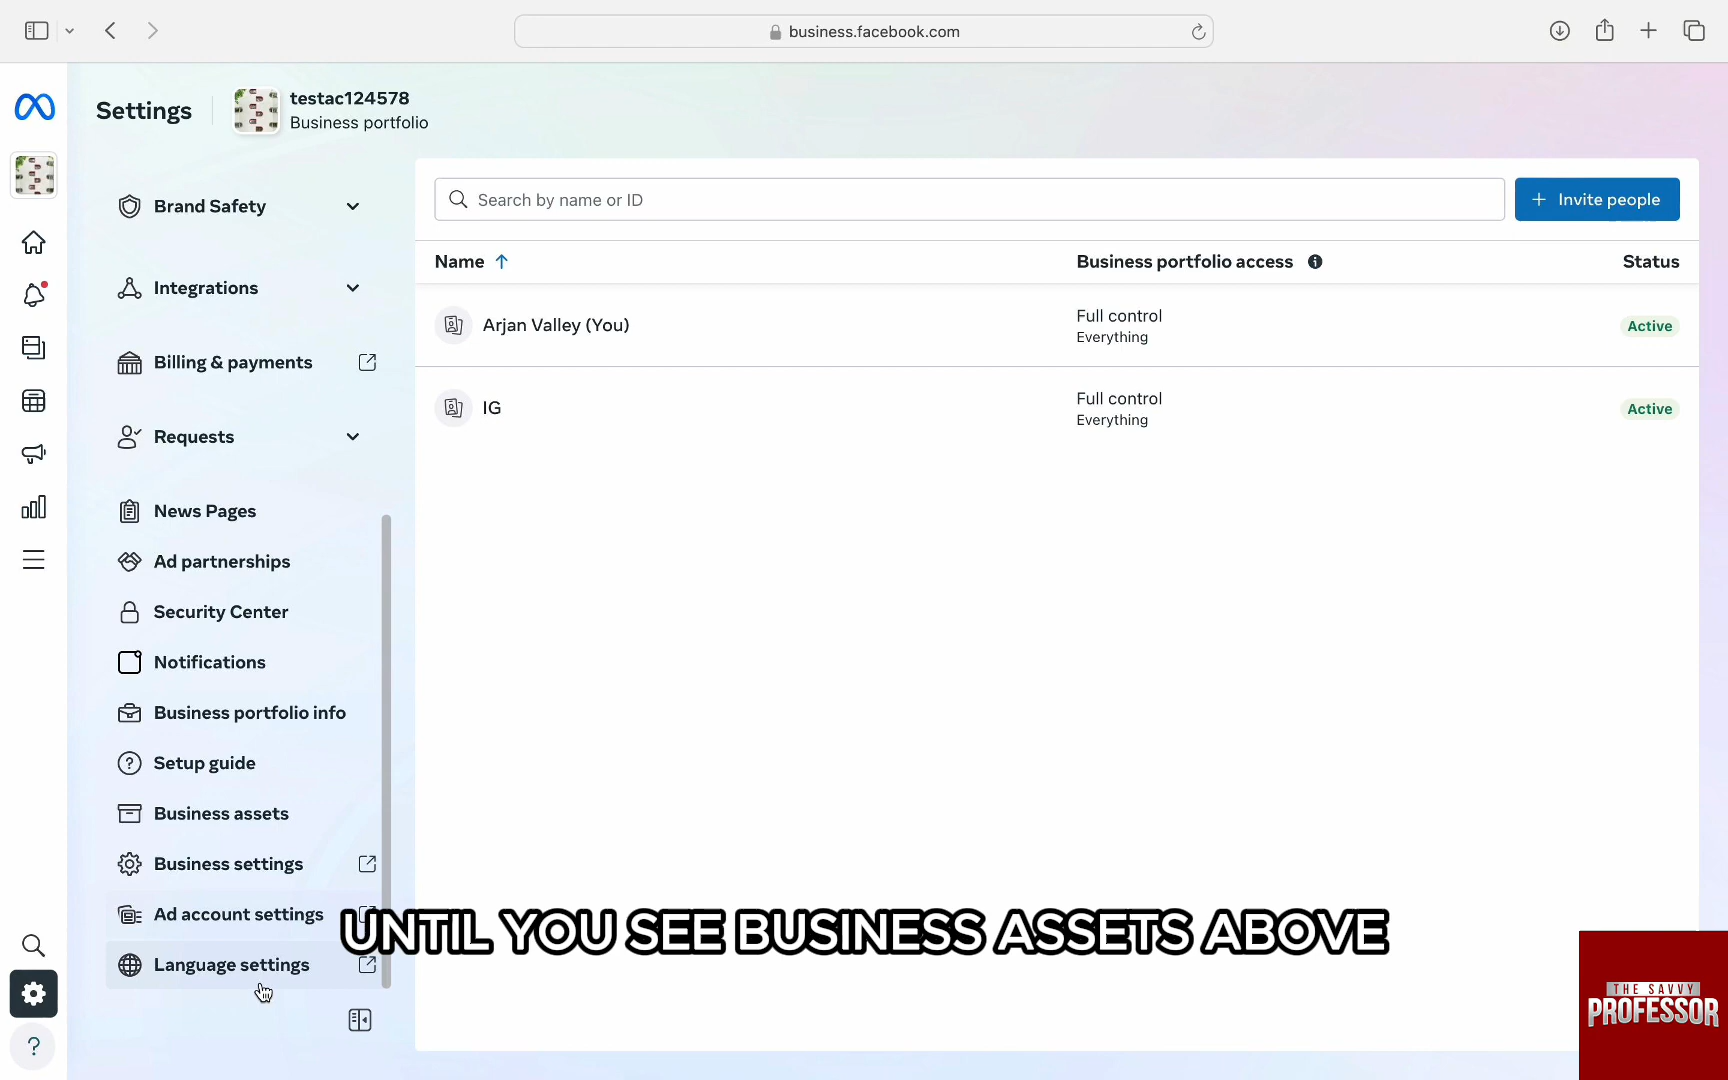 business.facebook.com
Settings
testac124578
Business portfolio
Brand Safety
Integrations
Billing & payments
Requests
News Pages
Ad partnerships
Security Center
Notifications
Business portfolio info
Setup guide
Business assets
Business settings
Ad account settings
Language settings
Search by name or ID
+ Invite people
Name ↑
Business portfolio access
Status
Arjan Valley (You)
Full control
Everything
Active
IG
Full control
Everything
Active
UNTIL YOU SEE BUSINESS ASSETS ABOVE
THE SAVVY
PROFESSOR